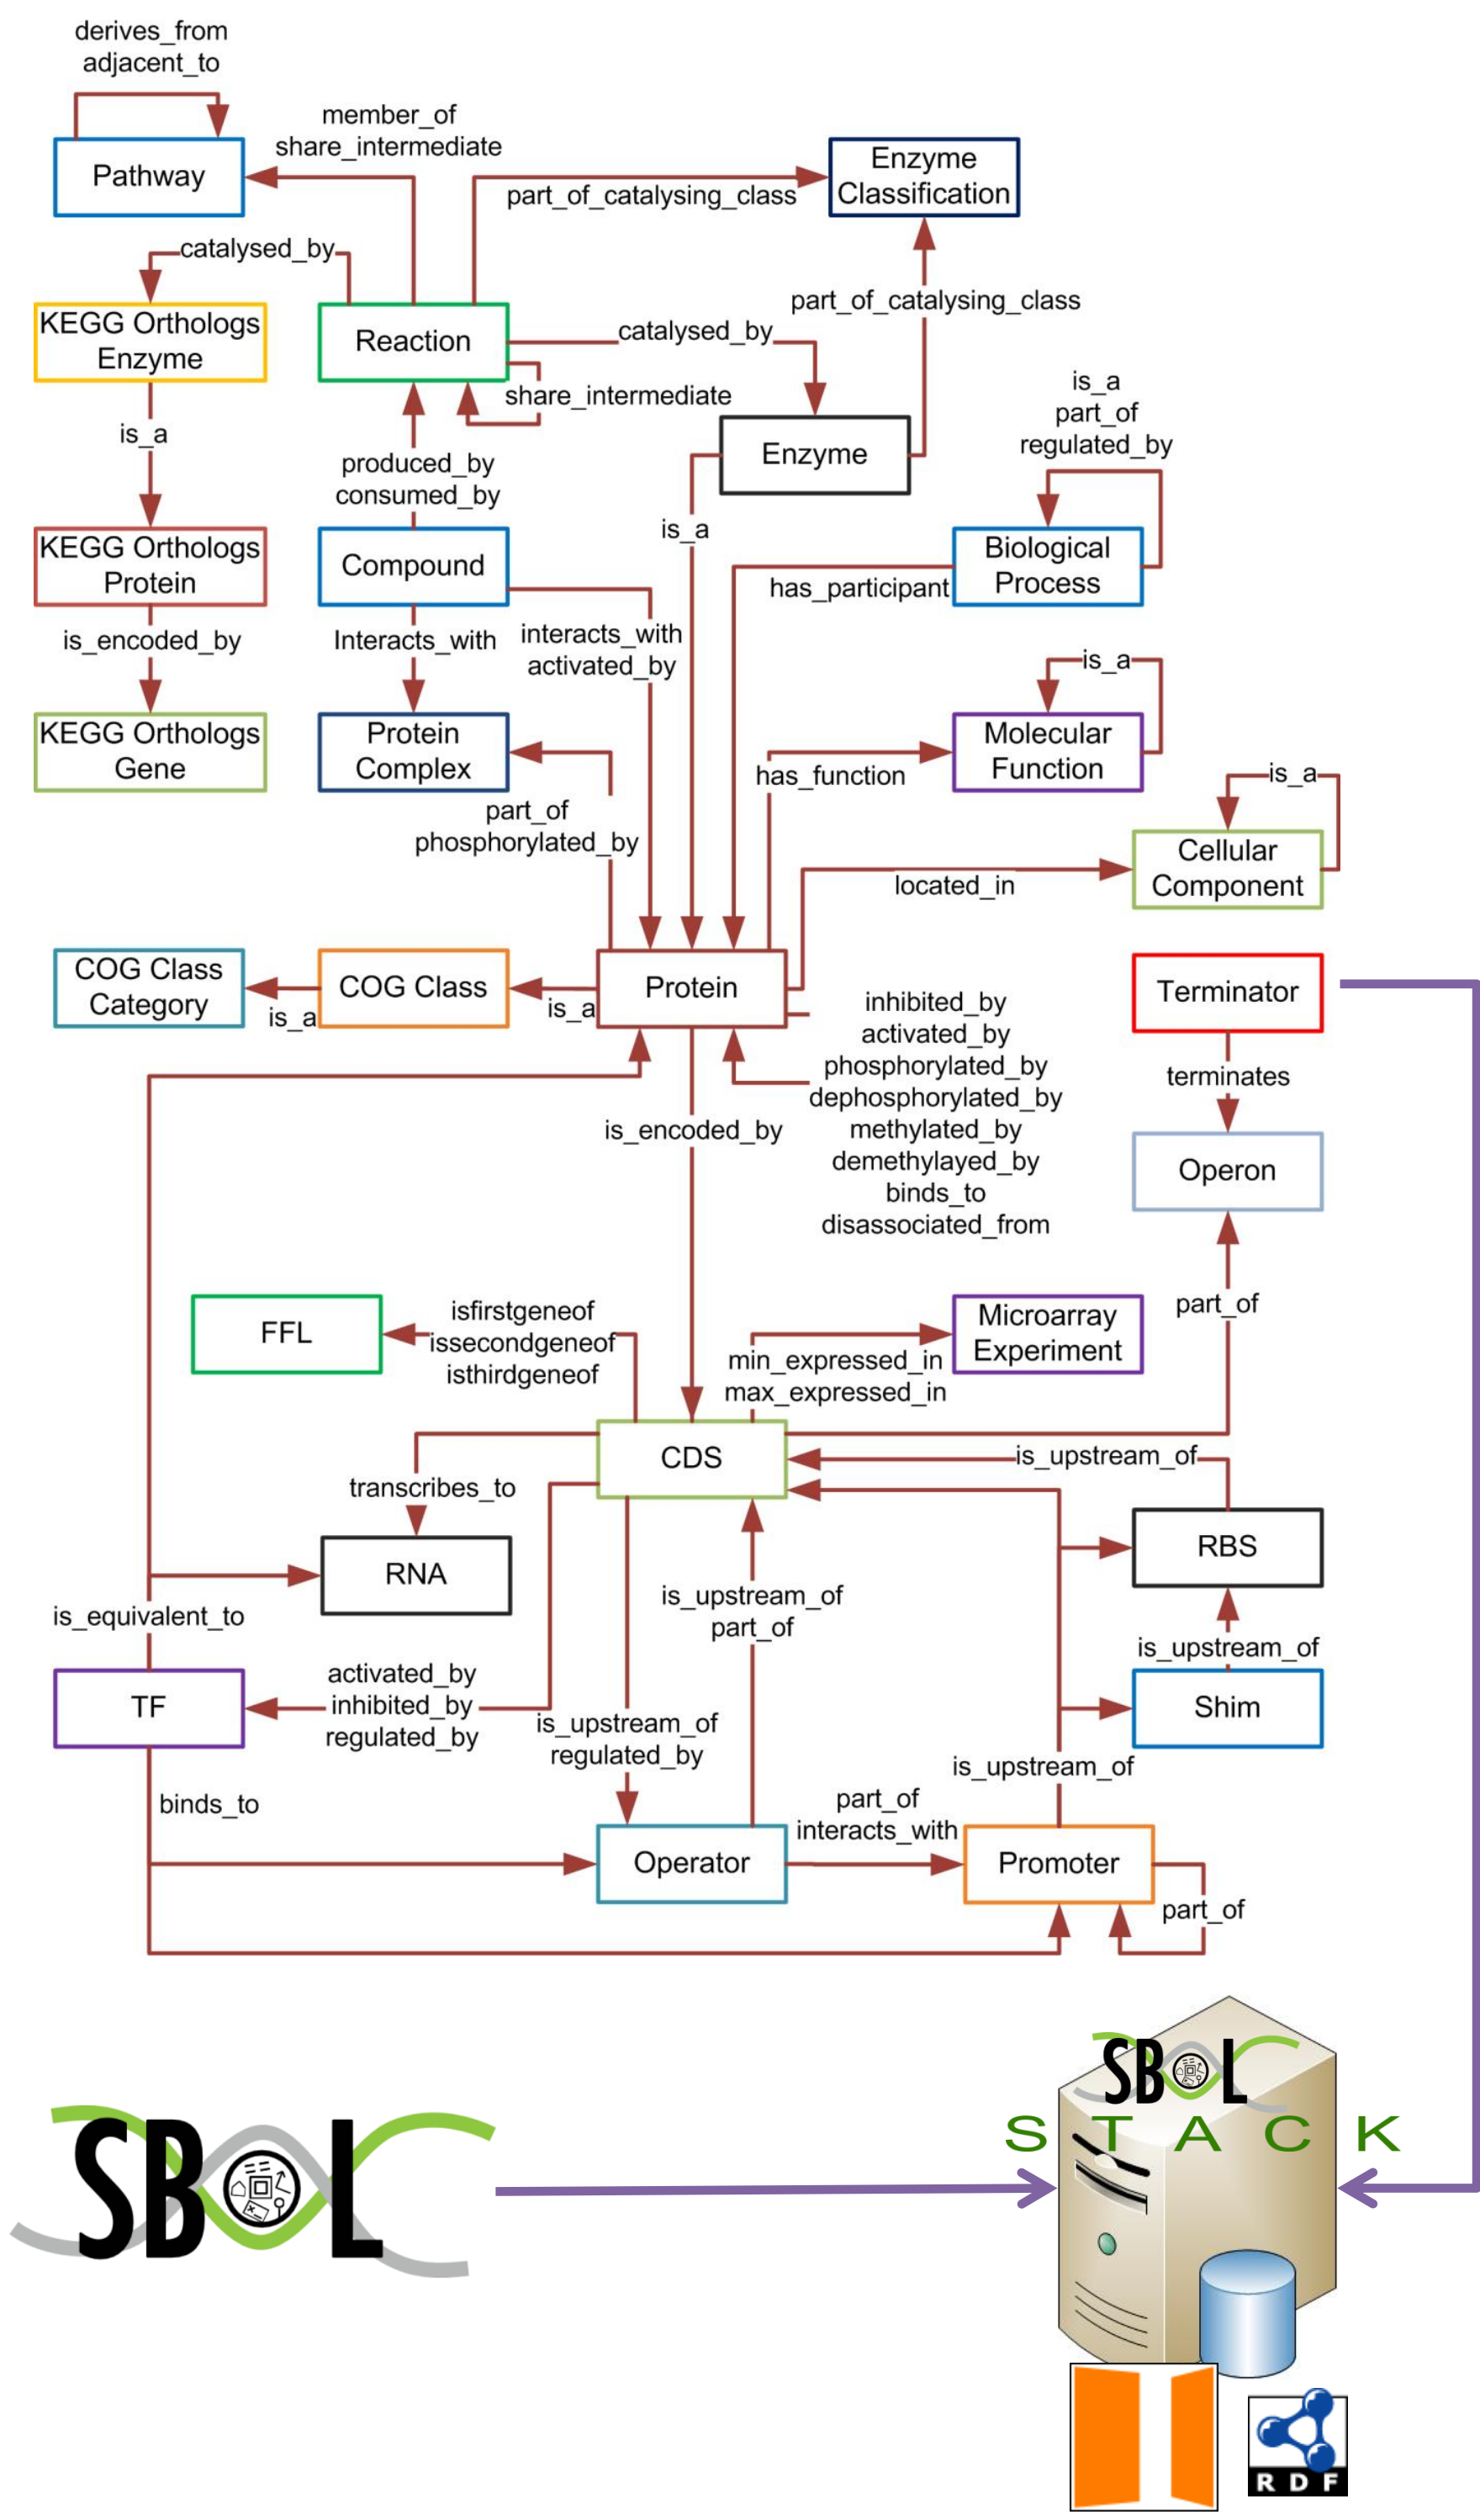 derives_from
adjacent_to
member_of
share_intermediate
Pathway
part_of_catalysing_class
Enzyme
Classification
catalysed_by
KEGG Orthologs
Enzyme
Reaction
catalysed_by
part_of_catalysing_class
share_intermediate
is_a
produced_by
consumed_by
Enzyme
is_a
part_of
regulated_by
is_a
KEGG Orthologs
Protein
Compound
has_participant
Biological
Process
is_encoded_by
Interacts_with
interacts_with
activated_by
is_a
KEGG Orthologs
Gene
Protein
Complex
has_function
Molecular
Function
is_a
part_of
phosphorylated_by
located_in
Cellular
Component
COG Class
Category
is_a
COG Class
is_a
Protein
Terminator
inhibited_by
activated_by
phosphorylated_by
dephosphorylated_by
methylated_by
demethylayed_by
binds_to
disassociated_from
terminates
is_encoded_by
Operon
part_of
FFL
isfirstgeneof
issecondgeneof
isthirdgeneof
min_expressed_in
max_expressed_in
Microarray
Experiment
CDS
is_upstream_of
transcribes_to
RBS
RNA
is_upstream_of
part_of
is_equivalent_to
is_upstream_of
TF
activated_by
inhibited_by
regulated_by
is_upstream_of
regulated_by
Shim
is_upstream_of
binds_to
part_of
interacts_with
Operator
Promoter
part_of
SBOL
SBOL
STACK
RDF